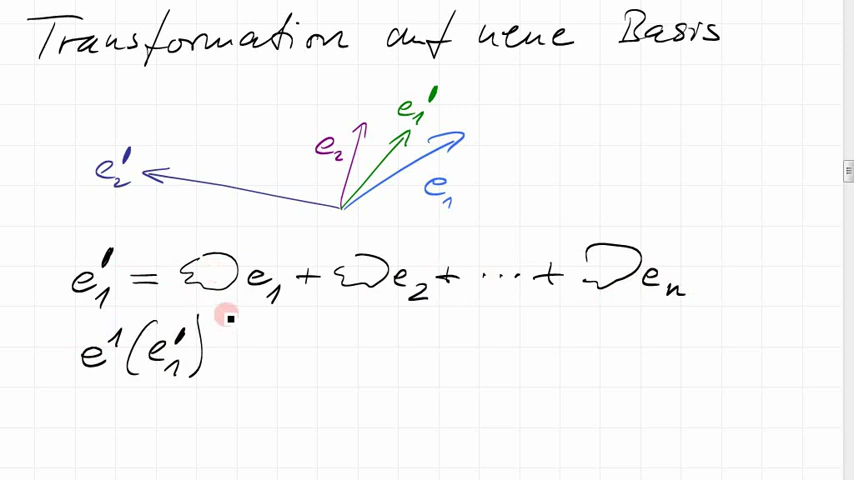 Transformation auf neue Basis
e₁′
e₂
e₂′
e₁
e₁′ = e₁ + e₂ + ··· + eₙ
e¹(e₁′)